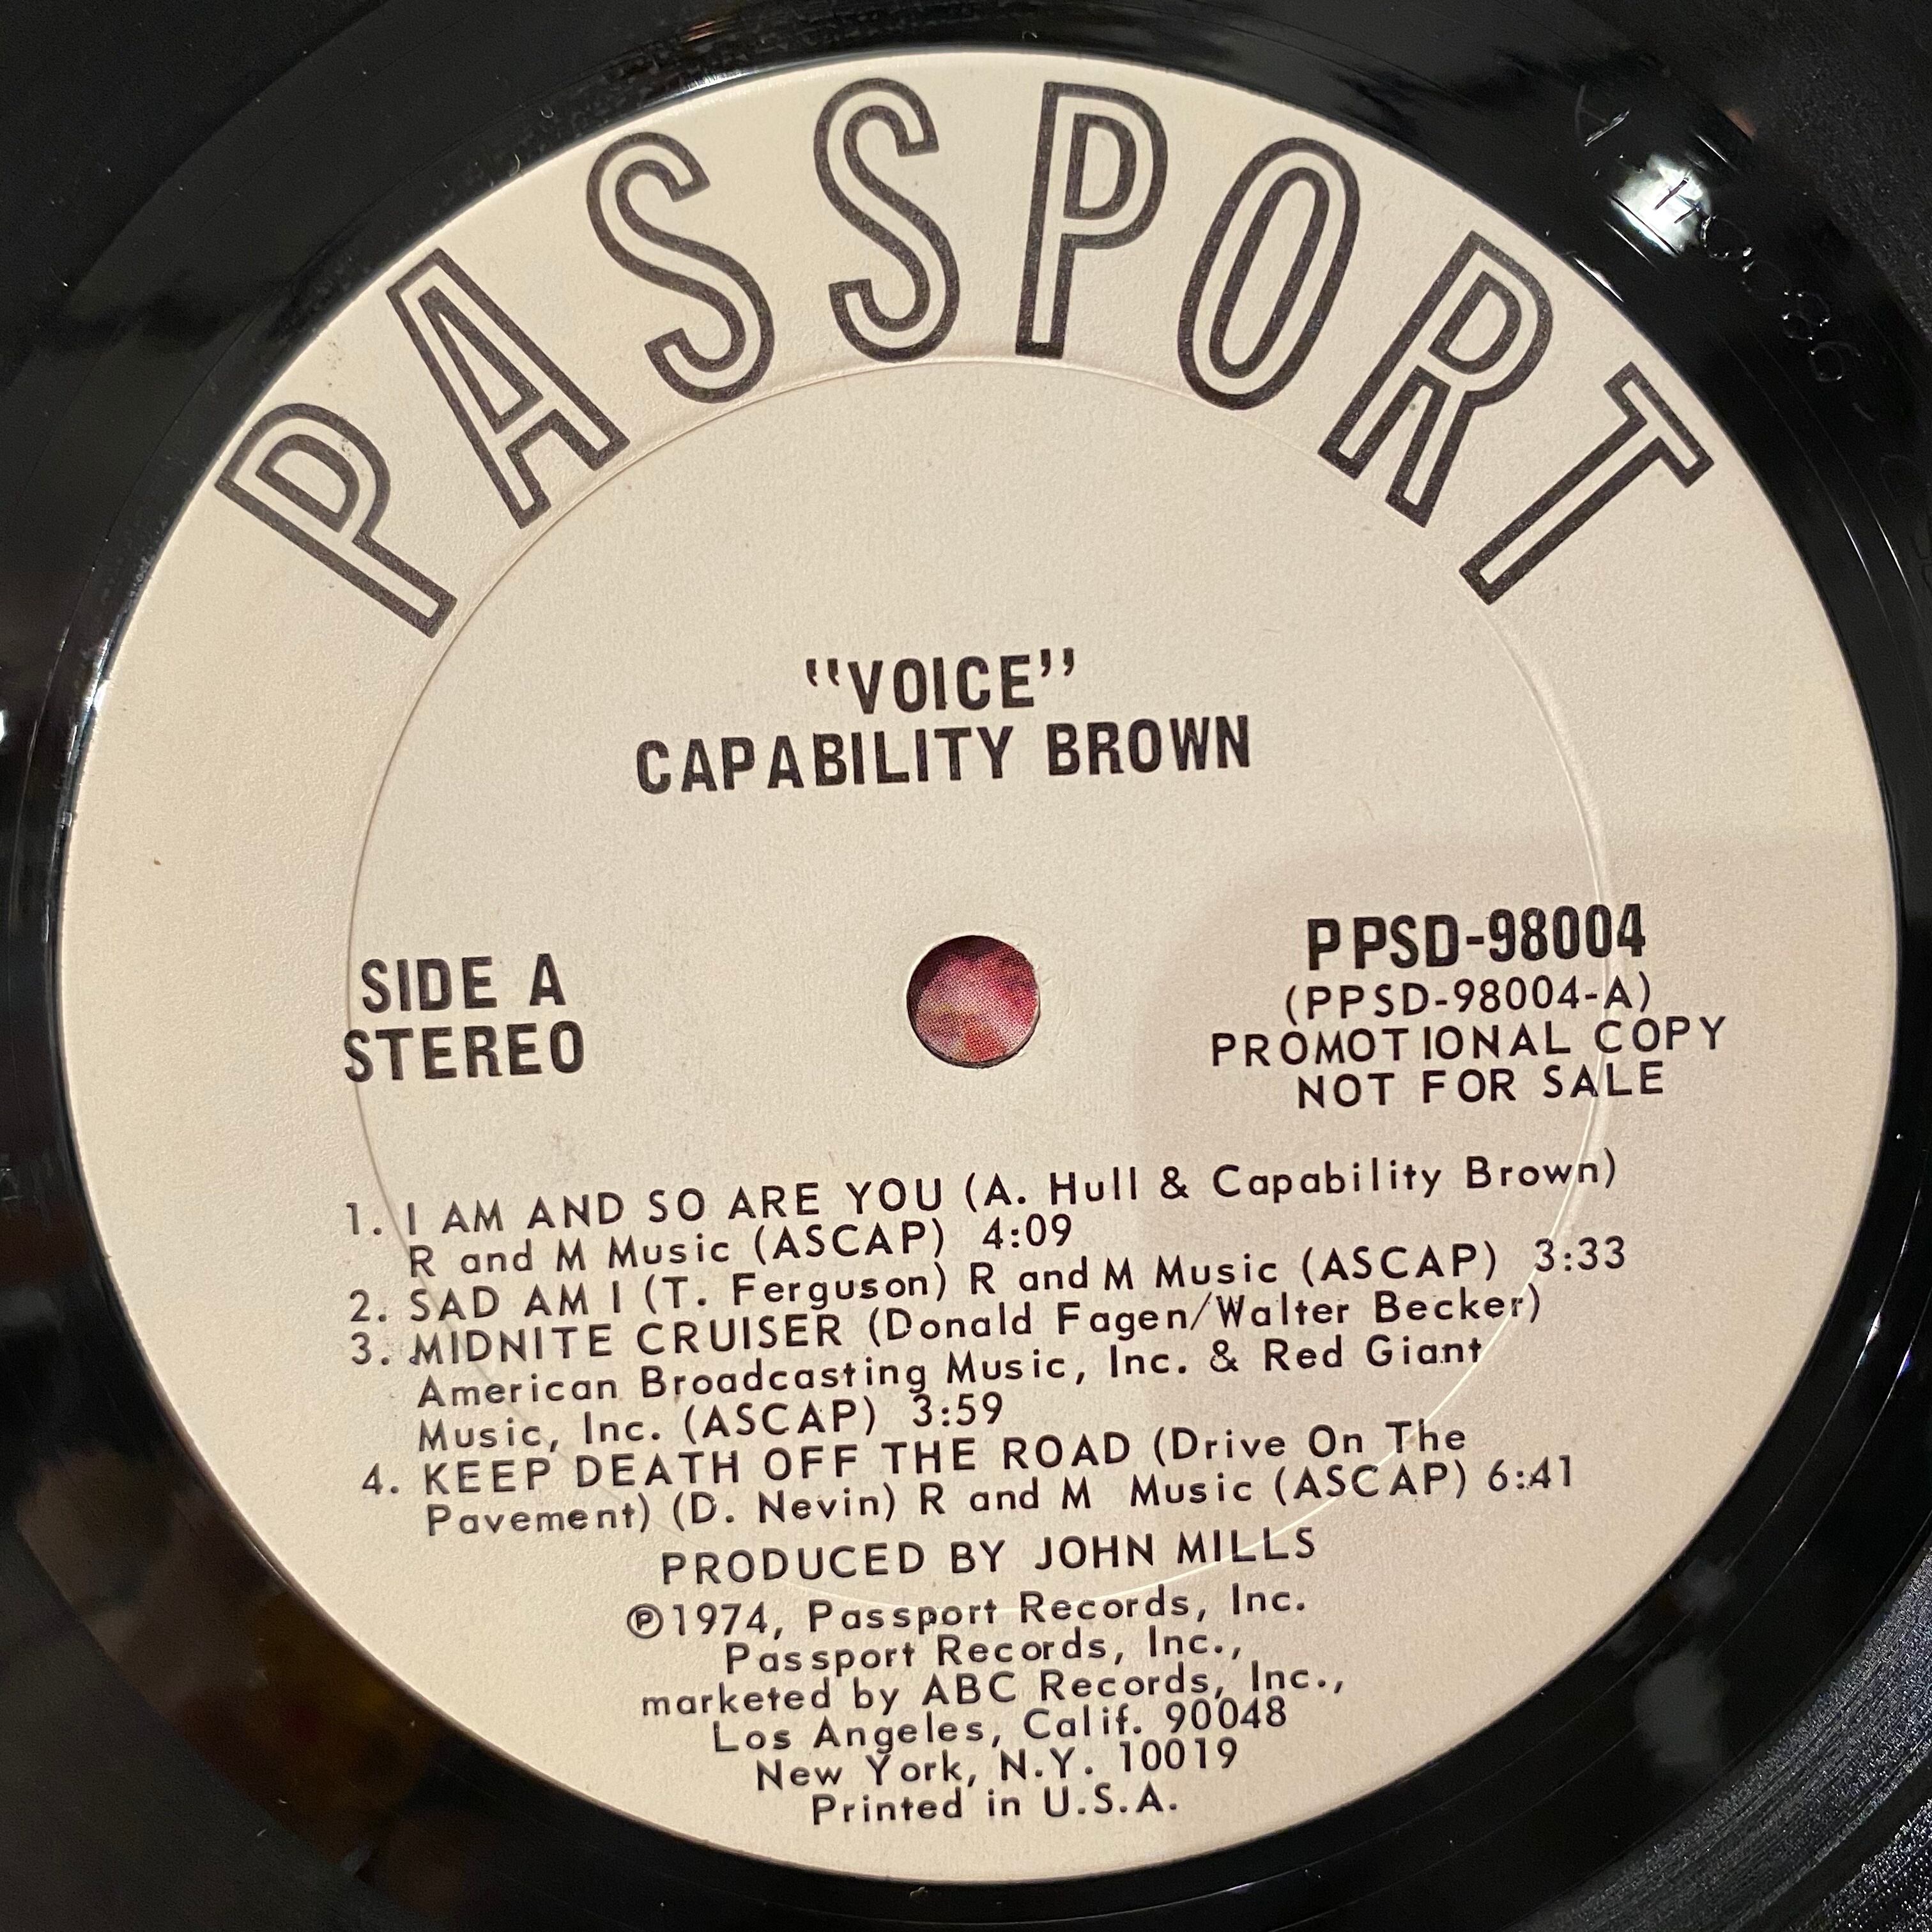 PASSPORT
"VOICE"
CAPABILITY BROWN
SIDE A
STEREO
PPSD-98004
(PPSD-98004-A)
PROMOTIONAL COPY
NOT FOR SALE
1. I AM AND SO ARE YOU (A. Hull & Capability Brown)
R and M Music (ASCAP) 4:09
2. SAD AM I (T. Ferguson) R and M Music (ASCAP) 3:33
3. MIDNITE CRUISER (Donald Fagen/Walter Becker)
American Broadcasting Music, Inc. & Red Giant
Music, Inc. (ASCAP) 3:59
4. KEEP DEATH OFF THE ROAD (Drive On The
Pavement) (D. Nevin) R and M Music (ASCAP) 6:41
PRODUCED BY JOHN MILLS
℗1974, Passport Records, Inc.
Passport Records, Inc.,
marketed by ABC Records, Inc.,
Los Angeles, Calif. 90048
New York, N.Y. 10019
Printed in U.S.A.